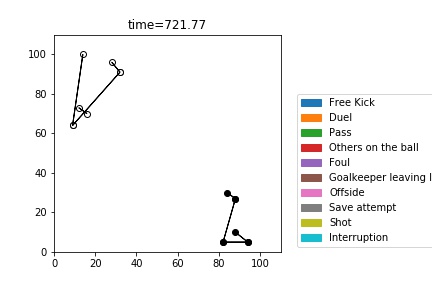 time=721.77
100
80
60
40
20
0
0 20 40 60 80 100
Free Kick
Duel
Pass
Others on the ball
Foul
Goalkeeper leaving l
Offside
Save attempt
Shot
Interruption